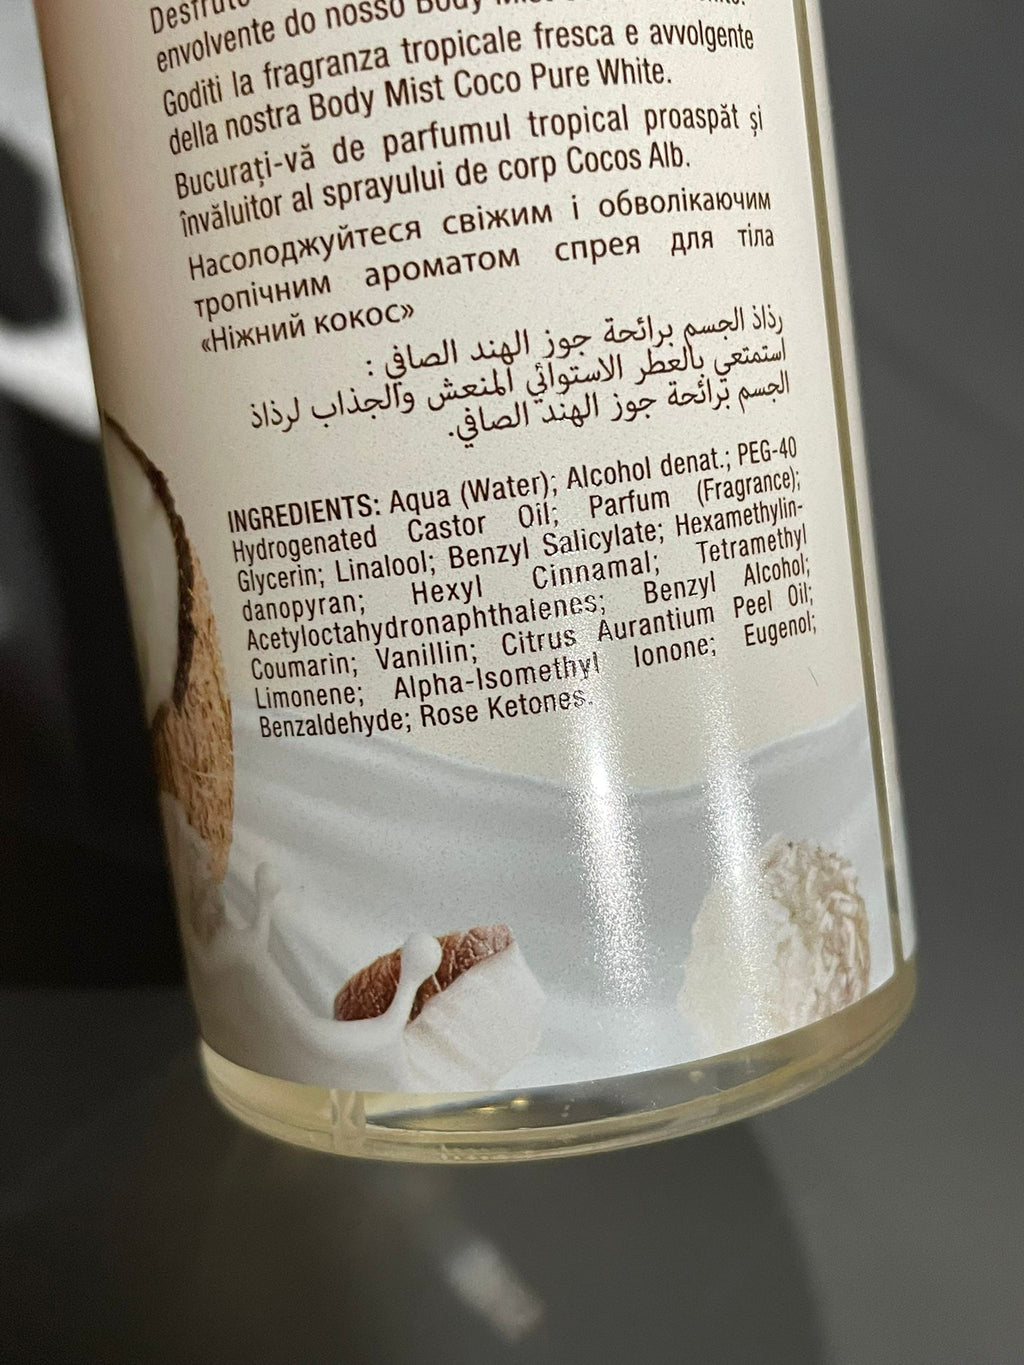 Desfrute
envolvente do nosso Body Mist
Goditi la fragranza tropicale fresca e avvolgente
della nostra Body Mist Coco Pure White.
Bucurați-vă de parfumul tropical proaspăt și
învăluitor al sprayului de corp Cocos Alb.
Насолоджуйтеся свіжим і обволікаючим
тропічним ароматом спрея для тіла
«Ніжний кокос»
رذاذ الجسم برائحة جوز الهند الصافي :
استمتعي بالعطر الاستوائي المنعش والجذاب لرذاذ
الجسم برائحة جوز الهند الصافي.
INGREDIENTS: Aqua (Water); Alcohol denat.; PEG-40
Hydrogenated Castor Oil; Parfum (Fragrance);
Glycerin; Linalool; Benzyl Salicylate; Hexamethylin-
danopyran; Hexyl Cinnamal; Tetramethyl
Acetyloctahydronaphthalenes; Benzyl Alcohol;
Coumarin; Vanillin; Citrus Aurantium Peel Oil;
Limonene; Alpha-Isomethyl Ionone; Eugenol;
Benzaldehyde; Rose Ketones.